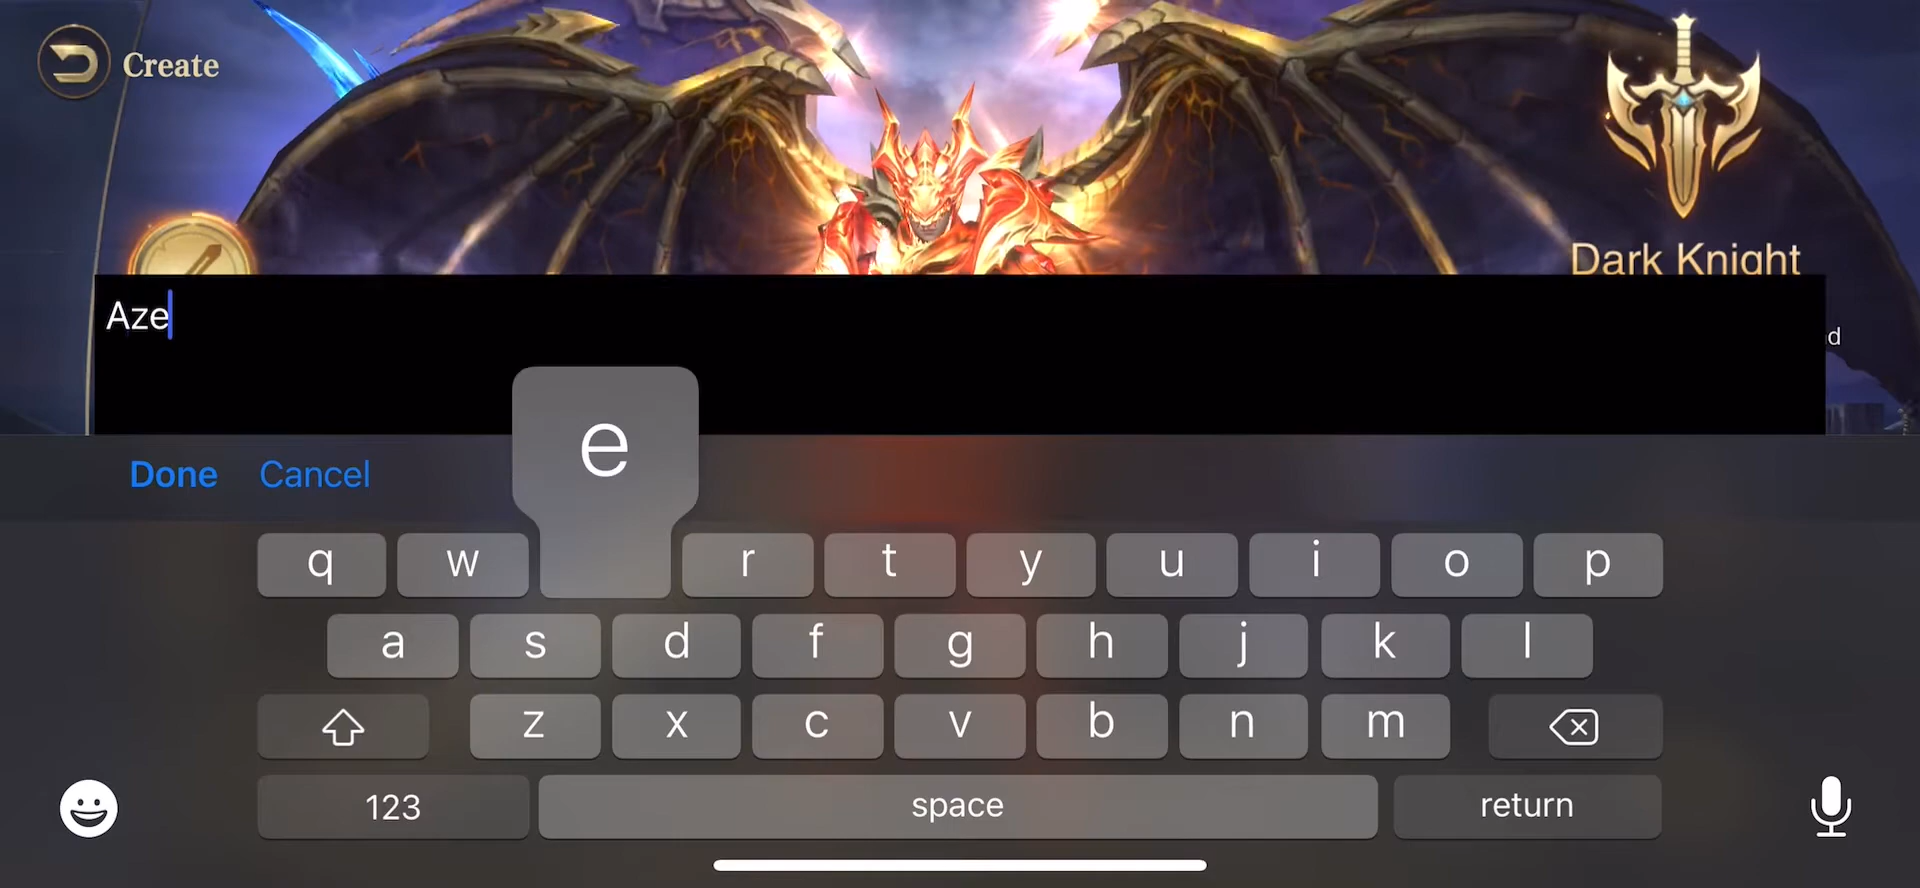 Create
Dark Knight
Aze
d
Done Cancel
e
q w r t y u i o p
a s d f g h j k l
z x c v b n m
123 space return